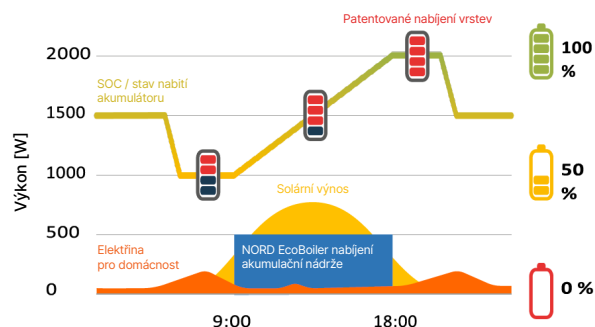 Patentované nabíjení vrstev
2000
100
%
SOC / stav nabití
akumulátoru
1500
Výkon [W]
1000
50
%
Solární výnos
500
Elektřina
pro domácnost
NORD EcoBoiler nabíjení
akumulační nádrže
0
0 %
9:00
18:00